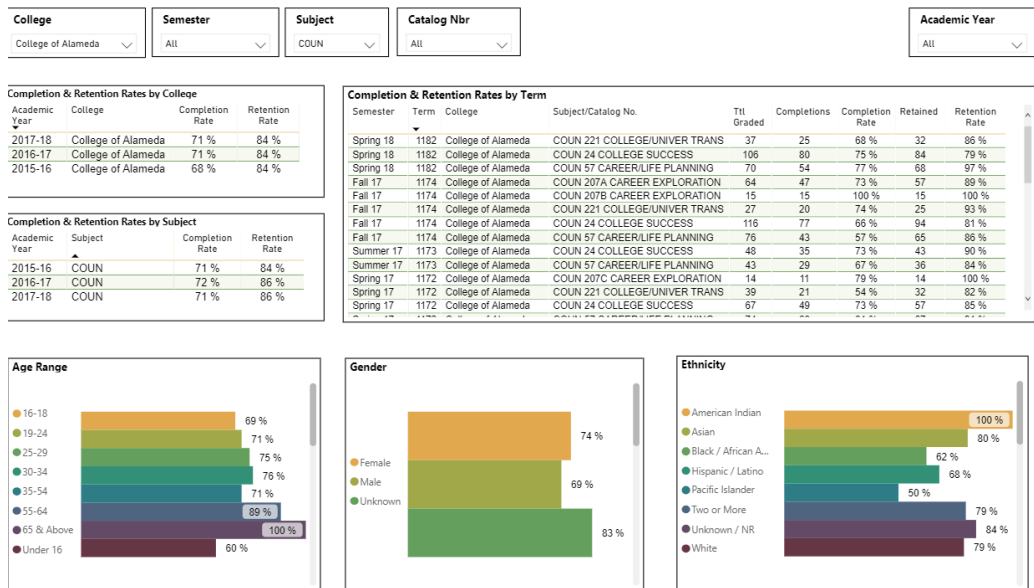 College
Semester
Subject
Catalog Nbr
Academic Year
College of Alameda
All
COUN
All
All
Completion & Retention Rates by College
Academic Year College Completion Rate Retention Rate
2017-18 College of Alameda 71 % 84 %
2016-17 College of Alameda 71 % 84 %
2015-16 College of Alameda 68 % 84 %
Completion & Retention Rates by Subject
Academic Year Subject Completion Rate Retention Rate
2015-16 COUN 71 % 84 %
2016-17 COUN 72 % 86 %
2017-18 COUN 71 % 86 %
Completion & Retention Rates by Term
Semester Term College Subject/Catalog No. Ttl Graded Completions Completion Rate Retained Retention Rate
Spring 18 1182 College of Alameda COUN 221 COLLEGE/UNIVER TRANS 37 25 68 % 32 86 %
Spring 18 1182 College of Alameda COUN 24 COLLEGE SUCCESS 106 80 75 % 84 79 %
Spring 18 1182 College of Alameda COUN 57 CAREER/LIFE PLANNING 70 54 77 % 68 97 %
Fall 17 1174 College of Alameda COUN 207A CAREER EXPLORATION 64 47 73 % 57 89 %
Fall 17 1174 College of Alameda COUN 207B CAREER EXPLORATION 15 15 100 % 15 100 %
Fall 17 1174 College of Alameda COUN 221 COLLEGE/UNIVER TRANS 27 20 74 % 25 93 %
Fall 17 1174 College of Alameda COUN 24 COLLEGE SUCCESS 116 77 66 % 94 81 %
Fall 17 1174 College of Alameda COUN 57 CAREER/LIFE PLANNING 76 43 57 % 65 86 %
Summer 17 1173 College of Alameda COUN 24 COLLEGE SUCCESS 48 35 73 % 43 90 %
Summer 17 1173 College of Alameda COUN 57 CAREER/LIFE PLANNING 43 29 67 % 36 84 %
Spring 17 1172 College of Alameda COUN 207C CAREER EXPLORATION 14 11 79 % 14 100 %
Spring 17 1172 College of Alameda COUN 221 COLLEGE/UNIVER TRANS 39 21 54 % 32 82 %
Spring 17 1172 College of Alameda COUN 24 COLLEGE SUCCESS 67 49 73 % 57 85 %
Age Range
16-18 69 %
19-24 71 %
25-29 75 %
30-34 76 %
35-54 71 %
55-64 89 %
65 & Above 100 %
Under 16 60 %
Gender
Female 74 %
Male 69 %
Unknown 83 %
Ethnicity
American Indian 100 %
Asian 80 %
Black / African A... 62 %
Hispanic / Latino 68 %
Pacific Islander 50 %
Two or More 79 %
Unknown / NR 84 %
White 79 %